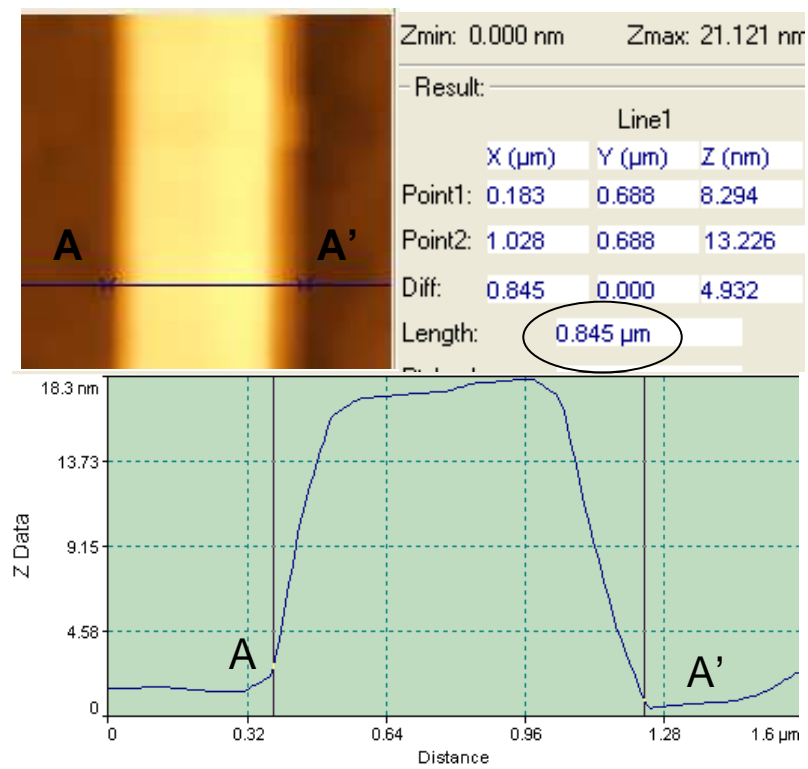 Zmin: 0.000 nm Zmax: 21.121 nm
Result:
Line1
X (µm) Y (µm) Z (nm)
Point1: 0.183 0.688 8.294
Point2: 1.028 0.688 13.226
Diff: 0.845 0.000 4.932
Length: 0.845 µm
A A'
18.3 nm
13.73
9.15
4.58
0
Z Data
A A'
0 0.32 0.64 0.96 1.28 1.6 µm
Distance